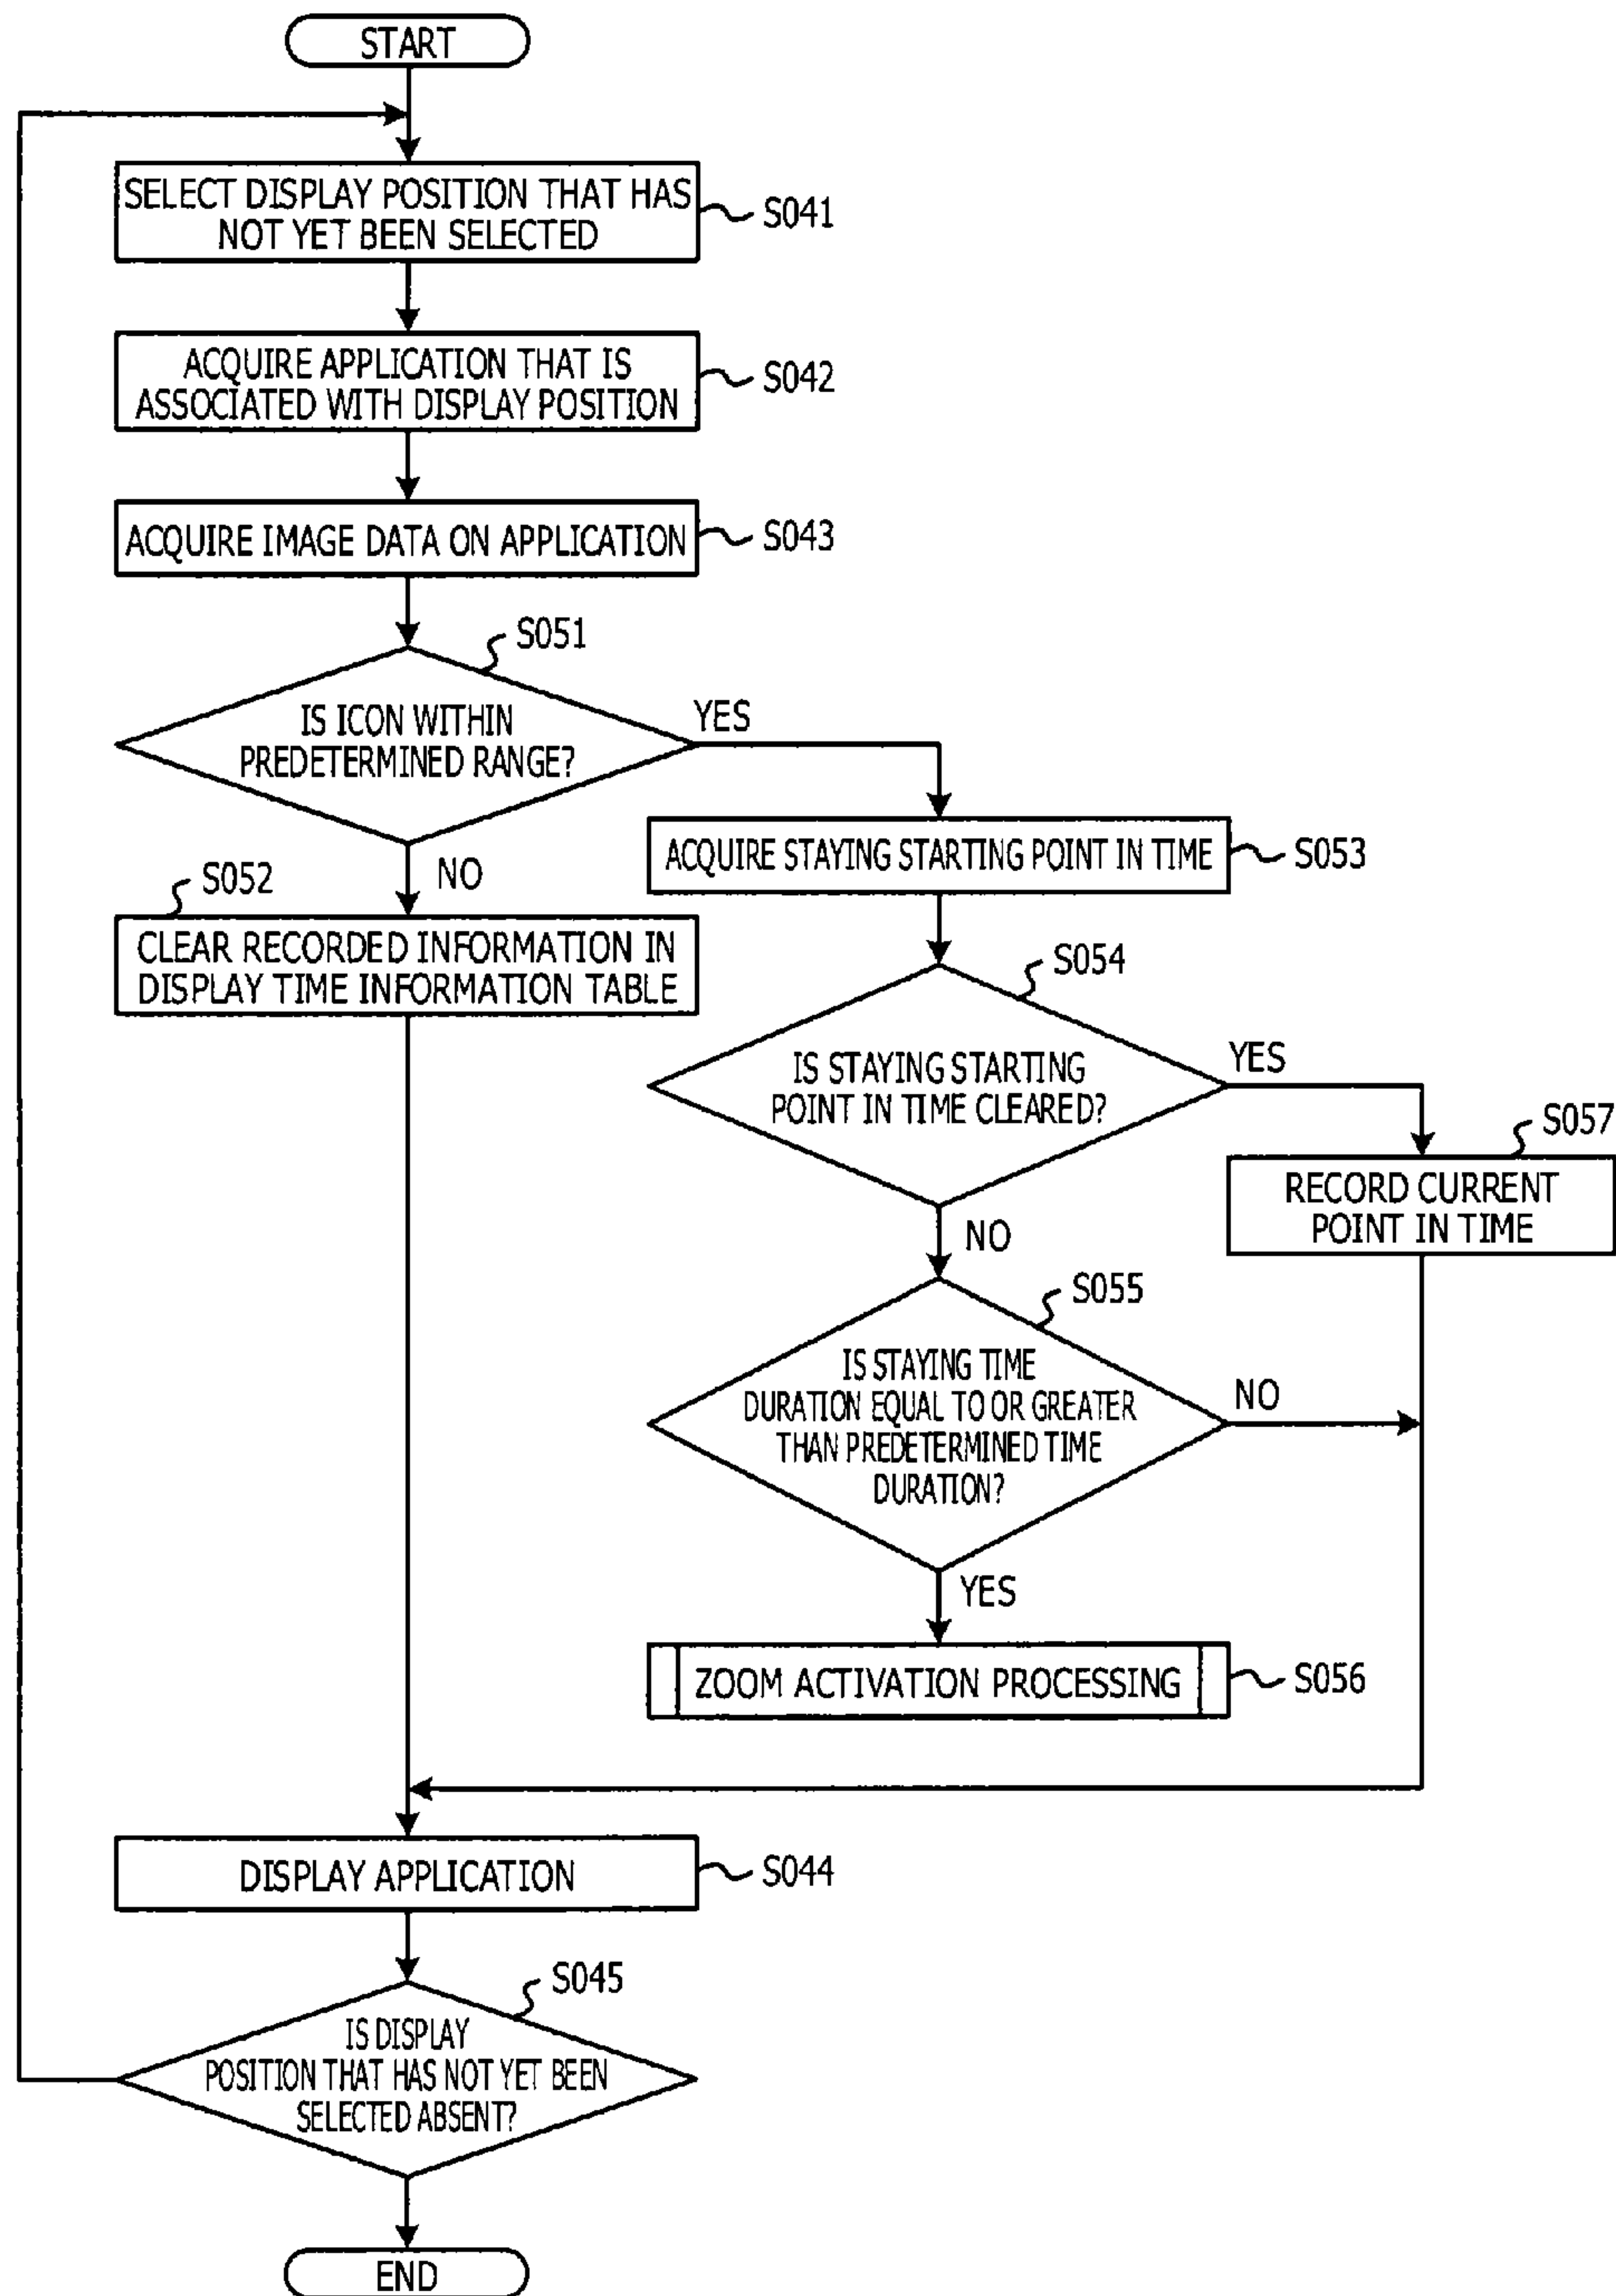 START
SELECT DISPLAY POSITION THAT HAS
NOT YET BEEN SELECTED
S041
ACQUIRE APPLICATION THAT IS
ASSOCIATED WITH DISPLAY POSITION
S042
ACQUIRE IMAGE DATA ON APPLICATION
S043
S051
IS ICON WITHIN
PREDETERMINED RANGE?
YES
NO
S052
CLEAR RECORDED INFORMATION IN
DISPLAY TIME INFORMATION TABLE
ACQUIRE STAYING STARTING POINT IN TIME
S053
S054
IS STAYING STARTING
POINT IN TIME CLEARED?
YES
NO
S057
RECORD CURRENT
POINT IN TIME
S055
IS STAYING TIME
DURATION EQUAL TO OR GREATER
THAN PREDETERMINED TIME
DURATION?
NO
YES
ZOOM ACTIVATION PROCESSING
S056
DISPLAY APPLICATION
S044
S045
IS DISPLAY
POSITION THAT HAS NOT YET BEEN
SELECTED ABSENT?
END